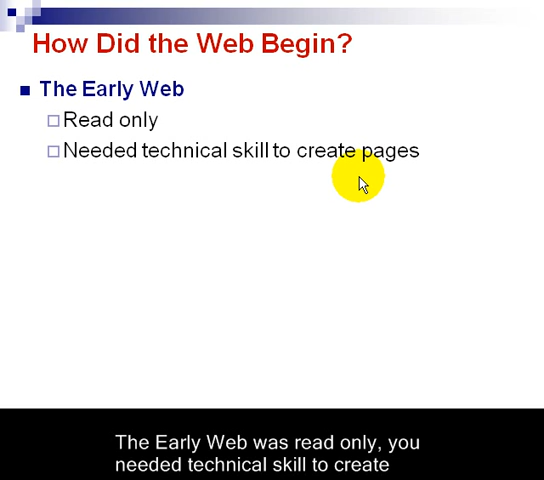 How Did the Web Begin?
The Early Web
Read only
Needed technical skill to create pages
The Early Web was read only, you
needed technical skill to create